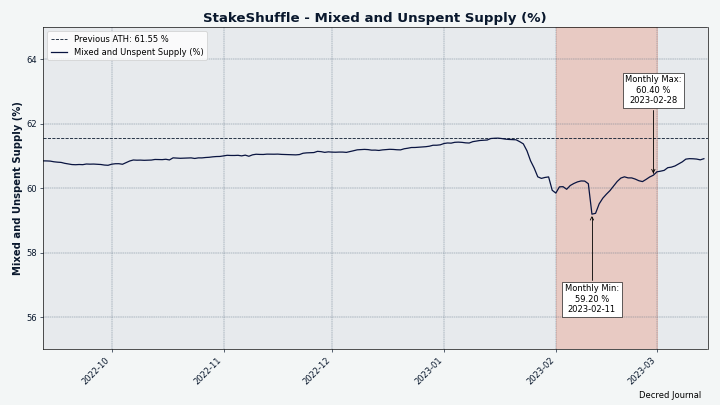 StakeShuffle - Mixed and Unspent Supply (%)
Previous ATH: 61.55 %
Mixed and Unspent Supply (%)
Mixed and Unspent Supply (%)
64
62
60
58
56
Monthly Max:
60.40 %
2023-02-28
Monthly Min:
59.20 %
2023-02-11
2022-10
2022-11
2022-12
2023-01
2023-02
2023-03
Decred Journal